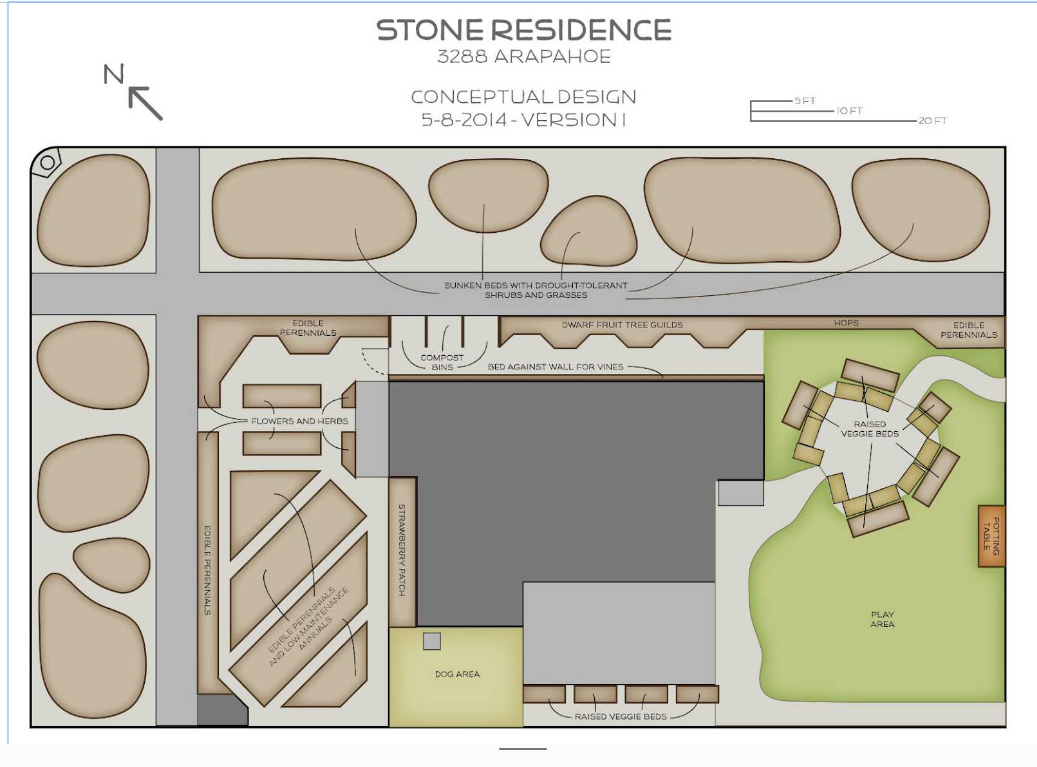 STONE RESIDENCE
3288 ARAPAHOE
N
CONCEPTUAL DESIGN
5-8-2014 - VERSION 1
5 FT
10 FT
20 FT
SUNKEN BEDS WITH DROUGHT-TOLERANT
SHRUBS AND GRASSES
EDIBLE
PERENNIALS
DWARF FRUIT TREE GUILDS
HOPS
EDIBLE
PERENNIALS
COMPOST
BINS
BED AGAINST WALL FOR VINES
FLOWERS AND HERBS
RAISED
VEGGIE BEDS
EDIBLE PERENNIALS
STRAWBERRY PATCH
POTTING
TABLE
EDIBLE PERENNIALS
AND LOW-MAINTENANCE
ANNUALS
PLAY
AREA
DOG AREA
RAISED VEGGIE BEDS